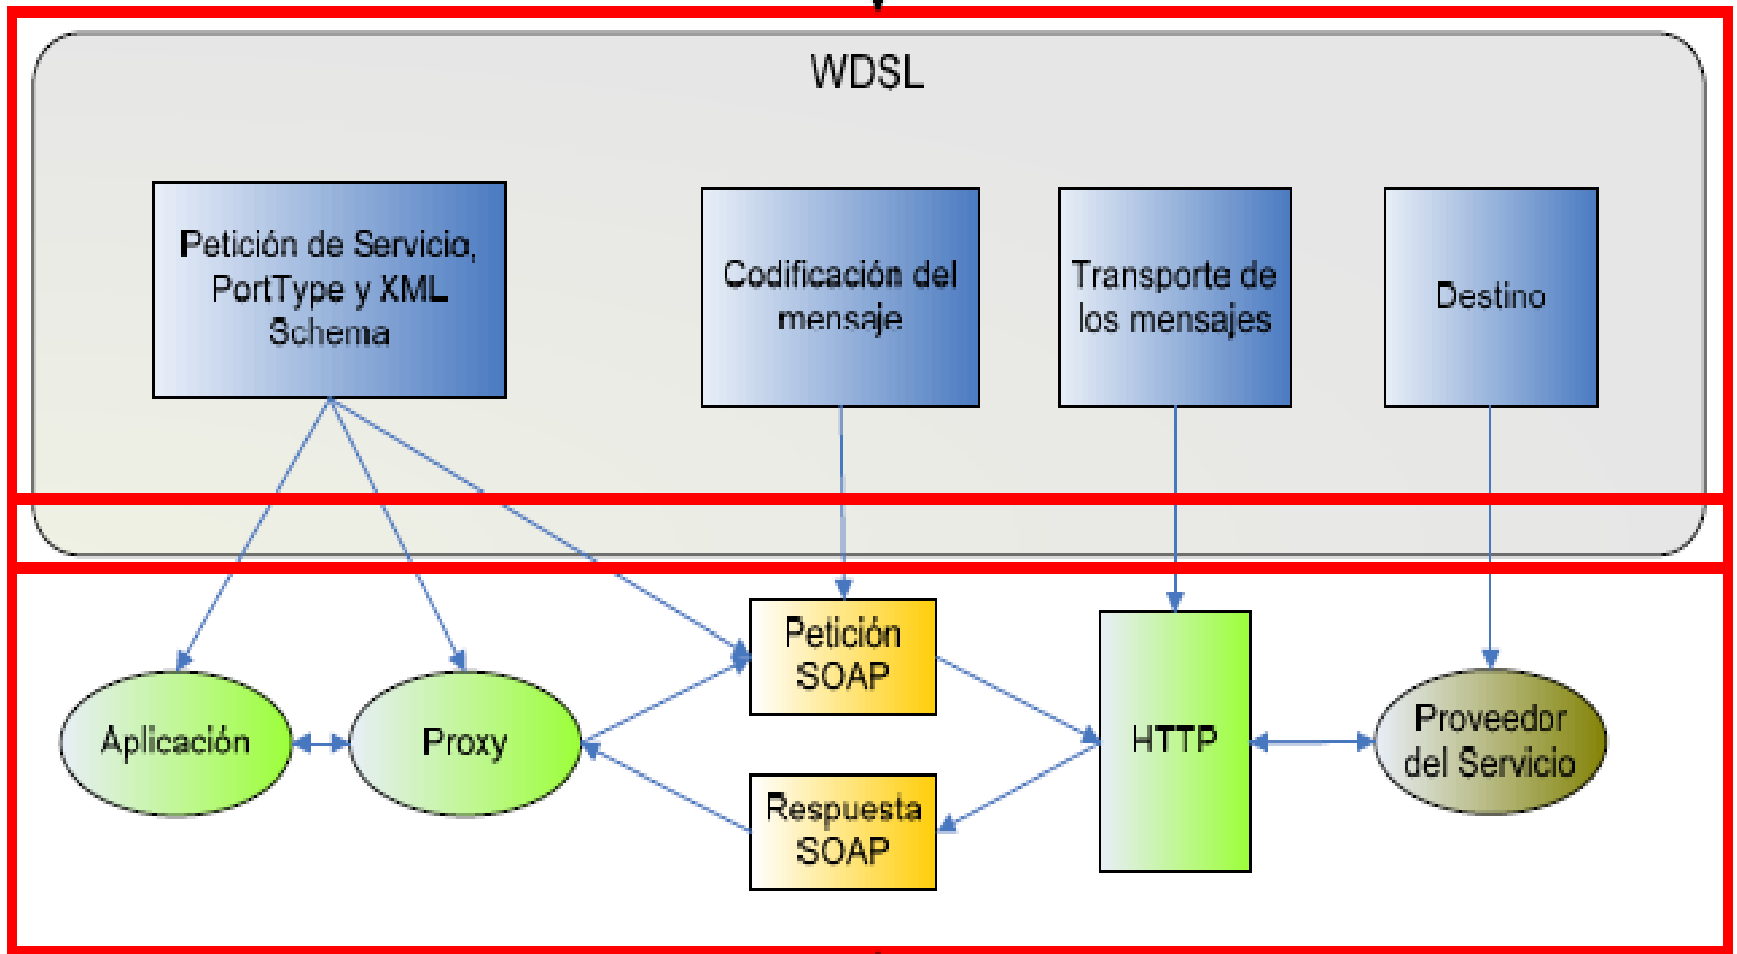 WDSL
Petición de Servicio,
PortType y XML
Schema
Codificación del
mensaje
Transporte de
los mensajes
Destino
Petición
SOAP
Aplicación
Proxy
HTTP
Proveedor
del Servicio
Respuesta
SOAP